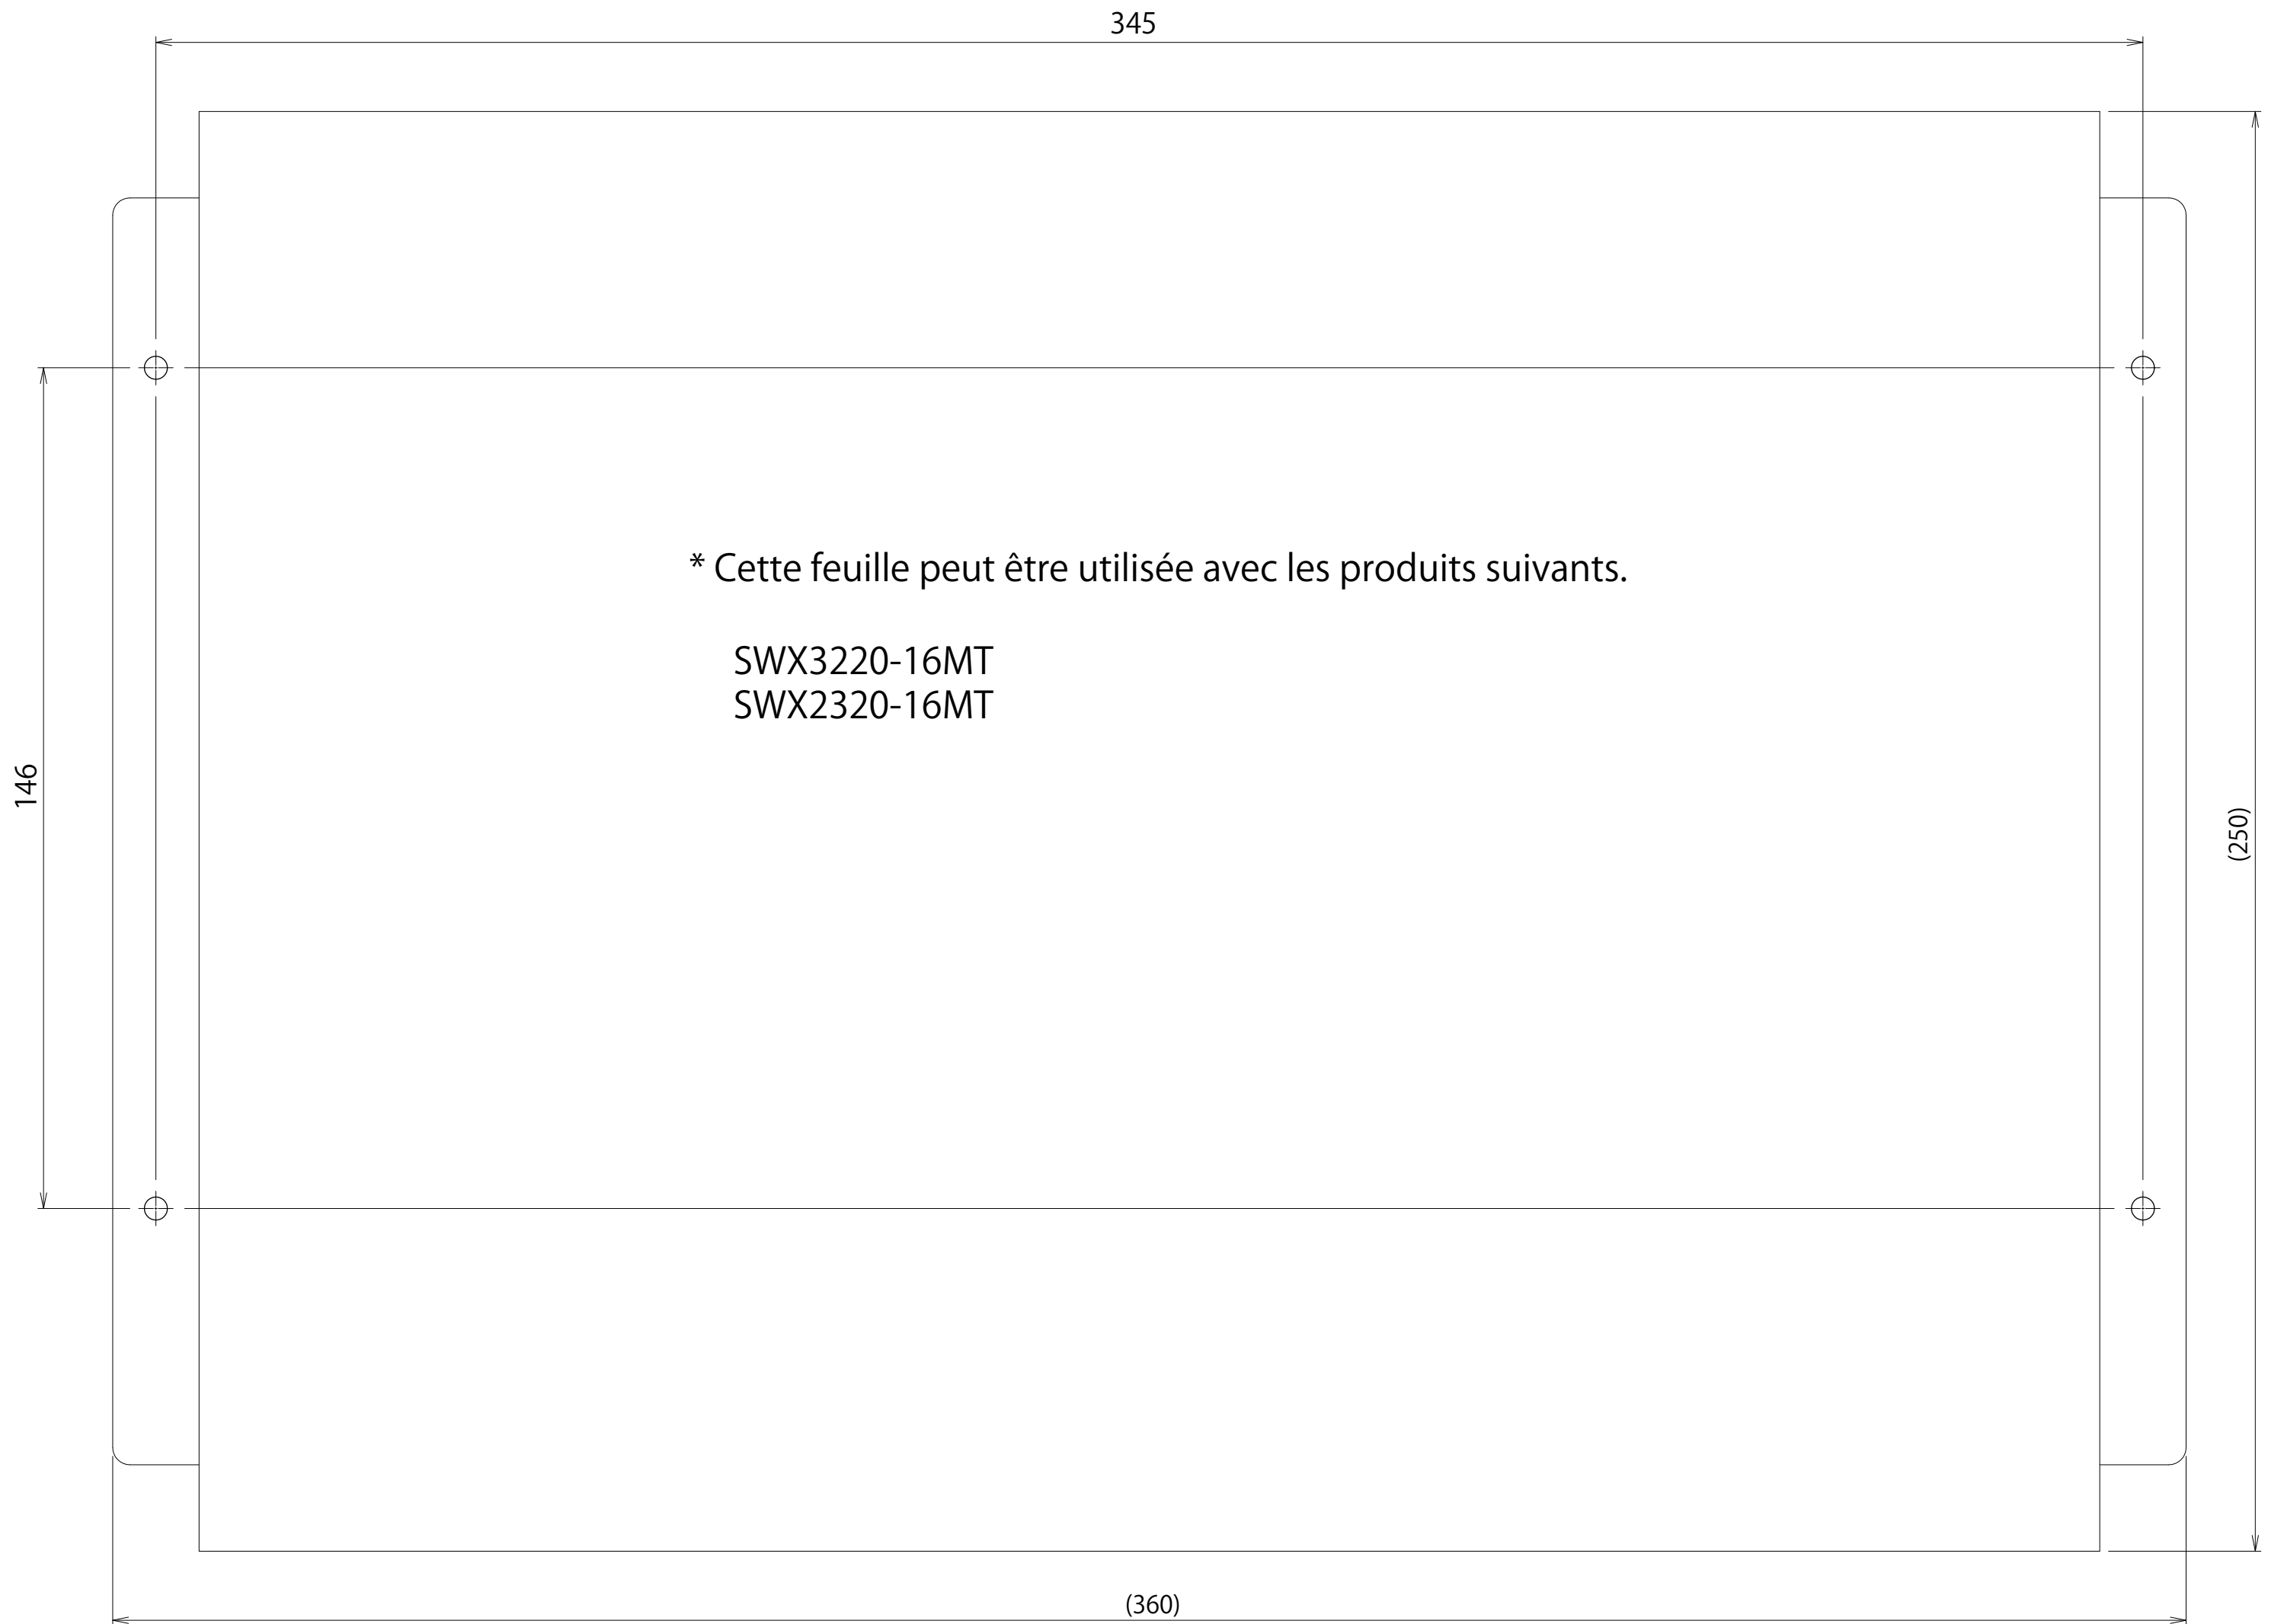 345
* Cette feuille peut être utilisée avec les produits suivants.
SWX3220-16MT
SWX2320-16MT
146
(250)
(360)